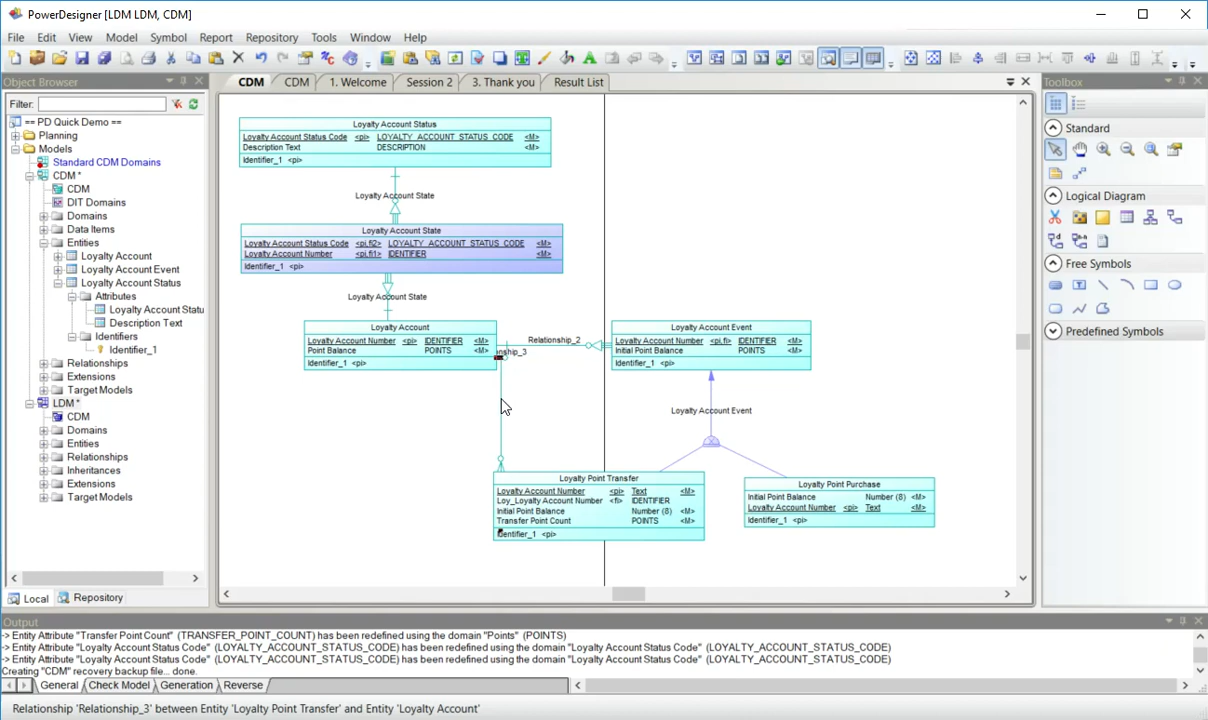 PowerDesigner [LDM LDM, CDM]
File Edit View Model Symbol Report Repository Tools Window Help
Object Browser
Filter:
== PD Quick Demo ==
Planning
Models
Standard CDM Domains
CDM *
CDM
DIT Domains
Domains
Data Items
Entities
Loyalty Account
Loyalty Account Event
Loyalty Account Status
Attributes
Loyalty Account Statu
Description Text
Identifiers
Identifier_1
Relationships
Extensions
Target Models
LDM *
CDM
Domains
Entities
Relationships
Inheritances
Extensions
Target Models
Local Repository
CDM CDM 1. Welcome Session 2 3. Thank you Result List
Loyalty Account Status
Loyalty Account Status Code <pi> LOYALTY_ACCOUNT_STATUS_CODE <M>
Description Text DESCRIPTION <M>
Identifier_1 <pi>
Loyalty Account State
Loyalty Account State
Loyalty Account Status Code <pi,fi2> LOYALTY_ACCOUNT_STATUS_CODE <M>
Loyalty Account Number <pi,fi1> IDENTIFIER <M>
Identifier_1 <pi>
Loyalty Account State
Loyalty Account
Loyalty Account Number <pi> IDENTIFIER <M>
Point Balance POINTS <M>
Identifier_1 <pi>
Relationship_2
nship_3
Loyalty Account Event
Loyalty Account Number <pi,fi> IDENTIFIER <M>
Initial Point Balance POINTS <M>
Identifier_1 <pi>
Loyalty Account Event
Loyalty Point Transfer
Loyalty Account Number <pi> Text <M>
Loy_Loyalty Account Number <fi> IDENTIFIER
Initial Point Balance Number (8) <M>
Transfer Point Count POINTS <M>
Identifier_1 <pi>
Loyalty Point Purchase
Initial Point Balance Number (8) <M>
Loyalty Account Number <pi> Text <M>
Identifier_1 <pi>
Toolbox
Standard
Logical Diagram
Free Symbols
Predefined Symbols
Output
-> Entity Attribute "Transfer Point Count" (TRANSFER_POINT_COUNT) has been redefined using the domain "Points" (POINTS)
-> Entity Attribute "Loyalty Account Status Code" (LOYALTY_ACCOUNT_STATUS_CODE) has been redefined using the domain "Loyalty Account Status Code" (LOYALTY_ACCOUNT_STATUS_CODE)
-> Entity Attribute "Loyalty Account Status Code" (LOYALTY_ACCOUNT_STATUS_CODE) has been redefined using the domain "Loyalty Account Status Code" (LOYALTY_ACCOUNT_STATUS_CODE)
Creating "CDM" recovery backup file... done.
General Check Model Generation Reverse
Relationship 'Relationship_3' between Entity 'Loyalty Point Transfer' and Entity 'Loyalty Account'